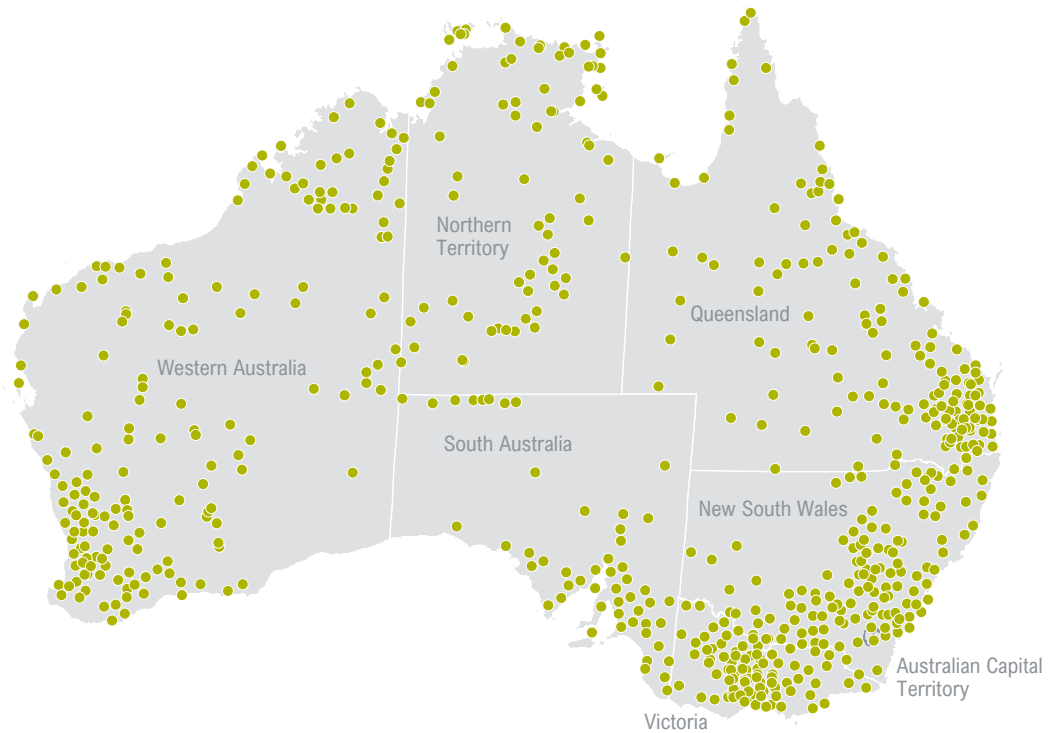 Northern
Territory
Queensland
Western Australia
South Australia
New South Wales
Australian Capital
Territory
Victoria